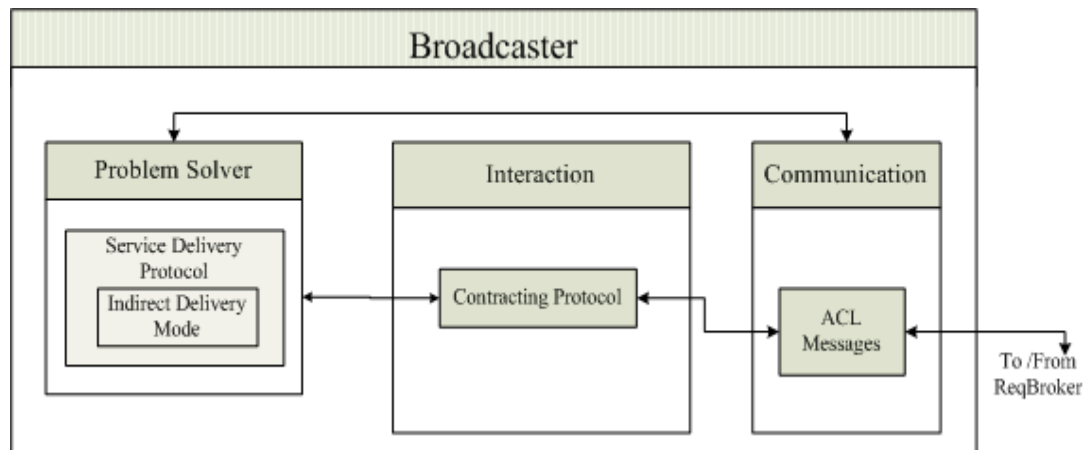 Broadcaster
Problem Solver
Interaction
Communication
Service Delivery
Protocol
Indirect Delivery
Mode
Contracting Protocol
ACL
Messages
To /From
ReqBroker